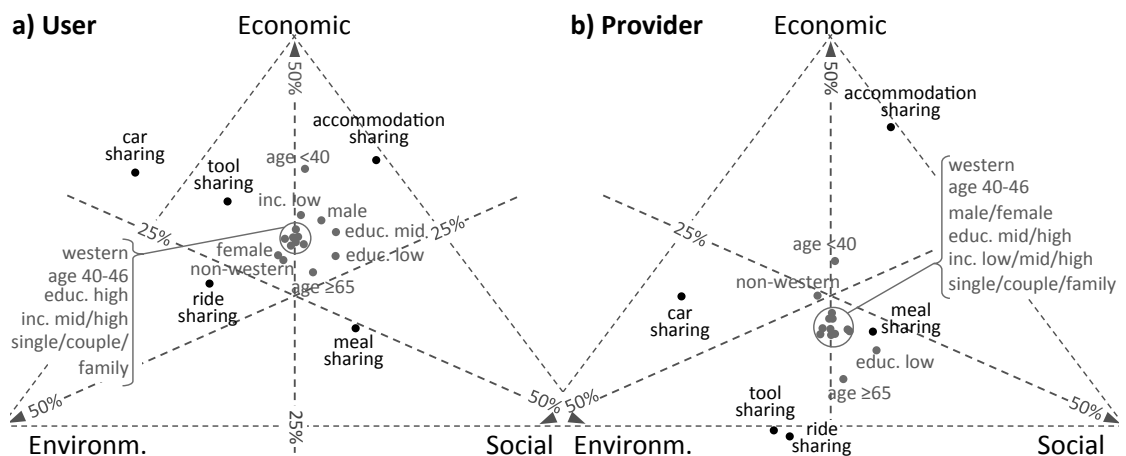 a) User
Economic
50%
car
sharing
tool
sharing
accommodation
sharing
age <40
inc. low
male
educ. mid
educ. low
25%
25%
female
non-western
age ≥65
western
age 40-46
educ. high
inc. mid/high
single/couple/
family
ride
sharing
meal
sharing
50%
50%
25%
Environm.
Social
b) Provider
Economic
50%
accommodation
sharing
western
age 40-46
male/female
educ. mid/high
inc. low/mid/high
single/couple/family
age <40
non-western
car
sharing
meal
sharing
educ. low
age ≥65
tool
sharing
ride
sharing
50%
50%
Environm.
Social